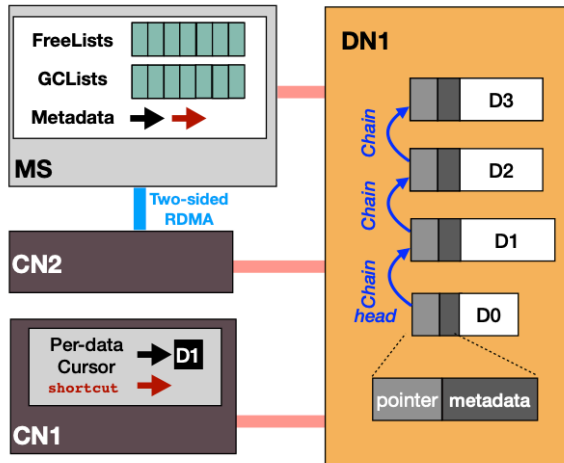 FreeLists
GCLists
Metadata
MS
Two-sided
RDMA
CN2
Per-data
Cursor
D1
shortcut
CN1
DN1
D3
Chain
D2
Chain
D1
Chain
head
D0
pointer
metadata